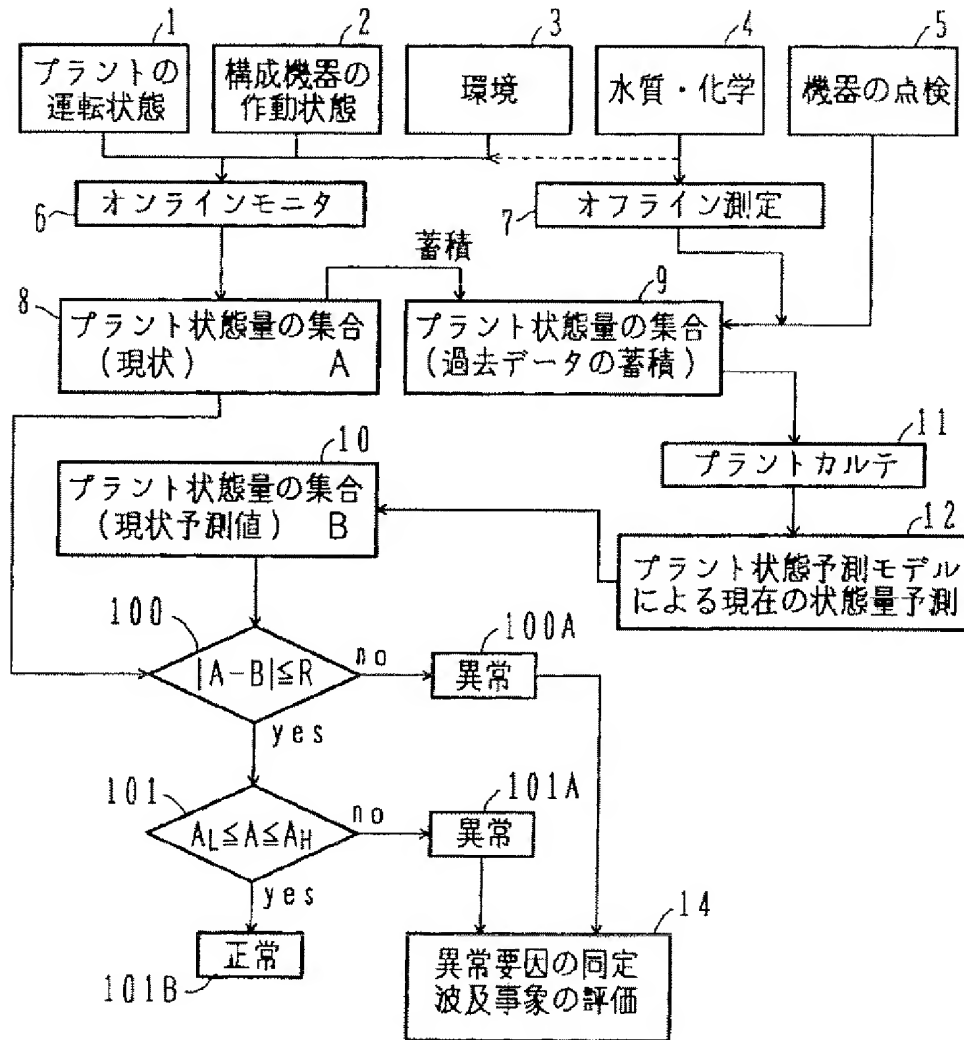 1
プラントの
運転状態
2
構成機器の
作動状態
3
環境
4
水質・化学
5
機器の点検
6
オンラインモニタ
7
オフライン測定
蓄積
8
プラント状態量の集合
(現状) A
9
プラント状態量の集合
(過去データの蓄積)
10
プラント状態量の集合
(現状予測値) B
11
プラントカルテ
12
プラント状態予測モデル
による現在の状態量予測
100
|A-B|≦R
no
100A
異常
yes
101
AL≦A≦AH
no
101A
異常
yes
正常
101B
14
異常要因の同定
波及事象の評価